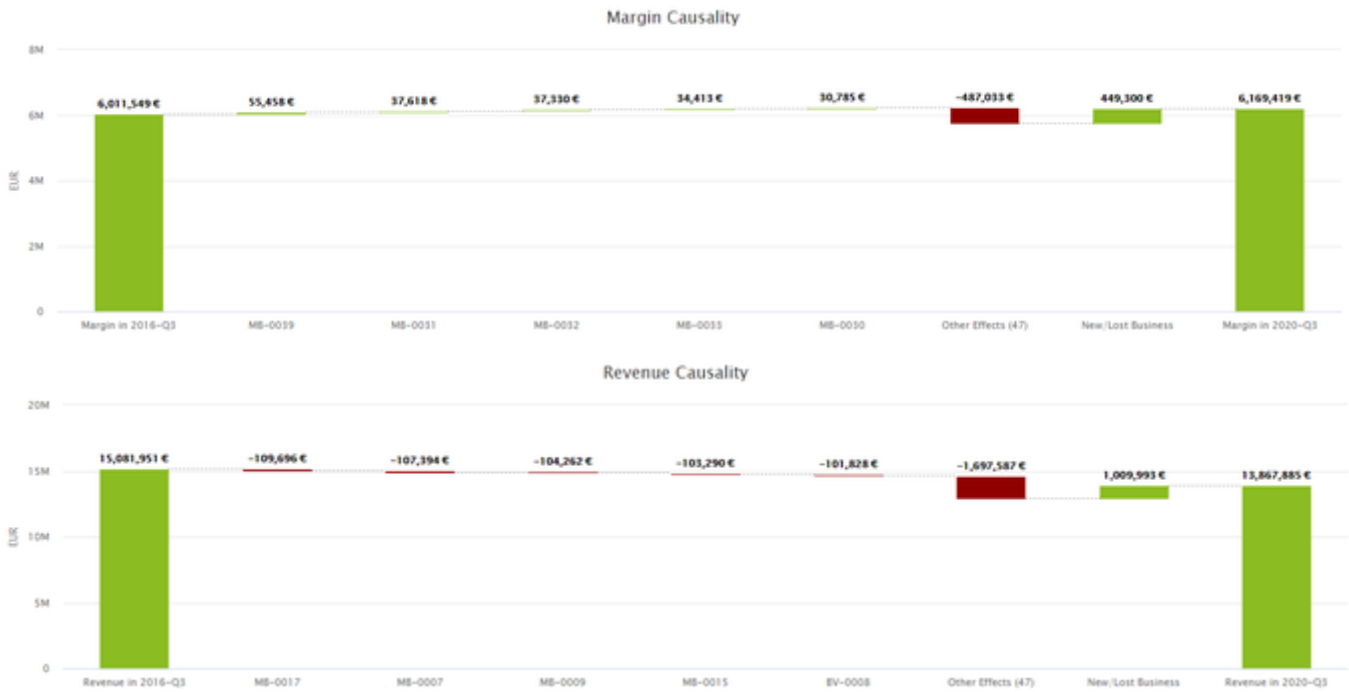 Margin Causality
8M
6,011,549 € 55,458 € 37,618 € 37,330 € 34,413 € 30,785 € -487,033 € 449,300 € 6,169,419 €
6M
EUR
4M
2M
0
Margin in 2016-Q3 MB-0039 MB-0031 MB-0032 MB-0033 MB-0030 Other Effects (47) New/Lost Business Margin in 2020-Q3
Revenue Causality
20M
15,081,951 € -109,696 € -107,394 € -104,262 € -103,290 € -101,828 € -1,697,587 € 1,009,993 € 13,867,885 €
15M
EUR
10M
5M
0
Revenue in 2016-Q3 MB-0017 MB-0007 MB-0009 MB-0015 BV-0008 Other Effects (47) New/Lost Business Revenue in 2020-Q3